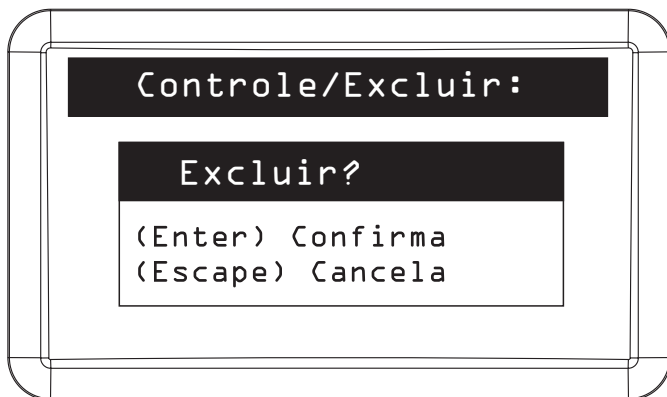 Controle/Excluir:
Excluir?
(Enter) Confirma
(Escape) Cancela